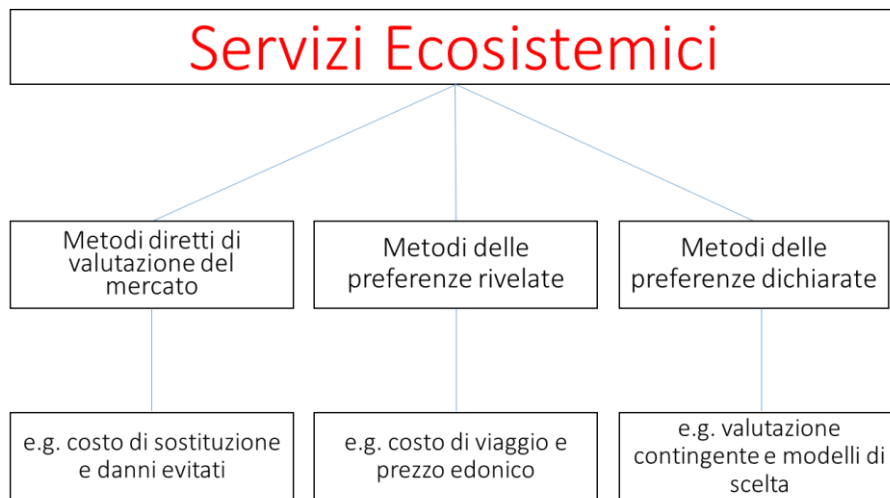 Servizi Ecosistemici
Metodi diretti di
valutazione del
mercato
Metodi delle
preferenze rivelate
Metodi delle
preferenze dichiarate
e.g. costo di sostituzione
e danni evitati
e.g. costo di viaggio e
prezzo edonico
e.g. valutazione
contingente e modelli di
scelta